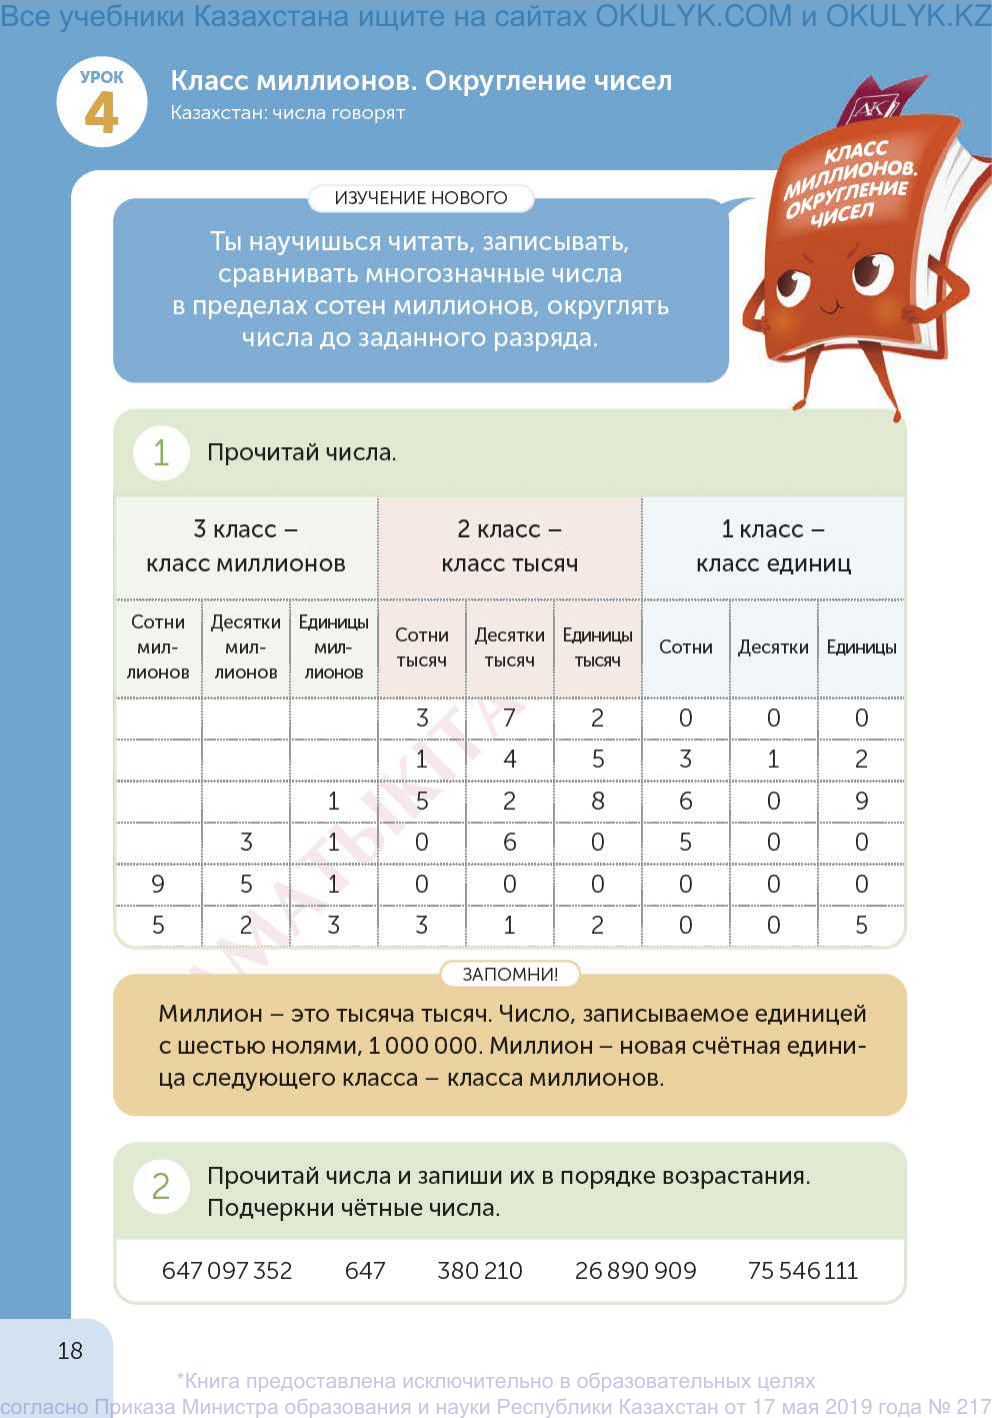 Все учебники Казахстана ищите на сайтах OKULYK.COM и OKULYK.KZ
УРОК
4
Класс миллионов. Округление чисел
Казахстан: числа говорят
АК
КЛАСС
МИЛЛИОНОВ.
ОКРУГЛЕНИЕ
ЧИСЕЛ
ИЗУЧЕНИЕ НОВОГО
Ты научишься читать, записывать,
сравнивать многозначные числа
в пределах сотен миллионов, округлять
числа до заданного разряда.
1 Прочитай числа.
3 класс – 2 класс – 1 класс –
класс миллионов класс тысяч класс единиц
Сотни Десятки Единицы Сотни Десятки Единицы Сотни Десятки Единицы
мил- мил- мил- тысяч тысяч тысяч
лионов лионов лионов
3 7 2 0 0 0
1 4 5 3 1 2
1 5 2 8 6 0 9
3 1 0 6 0 5 0 0
9 5 1 0 0 0 0 0 0
5 2 3 3 1 2 0 0 5
АМАТЫКІТА
ЗАПОМНИ!
Миллион – это тысяча тысяч. Число, записываемое единицей
с шестью нолями, 1 000 000. Миллион – новая счётная едини-
ца следующего класса – класса миллионов.
2 Прочитай числа и запиши их в порядке возрастания.
Подчеркни чётные числа.
647 097 352 647 380 210 26 890 909 75 546 111
18
*Книга предоставлена исключительно в образовательных целях
согласно Приказа Министра образования и науки Республики Казахстан от 17 мая 2019 года № 217